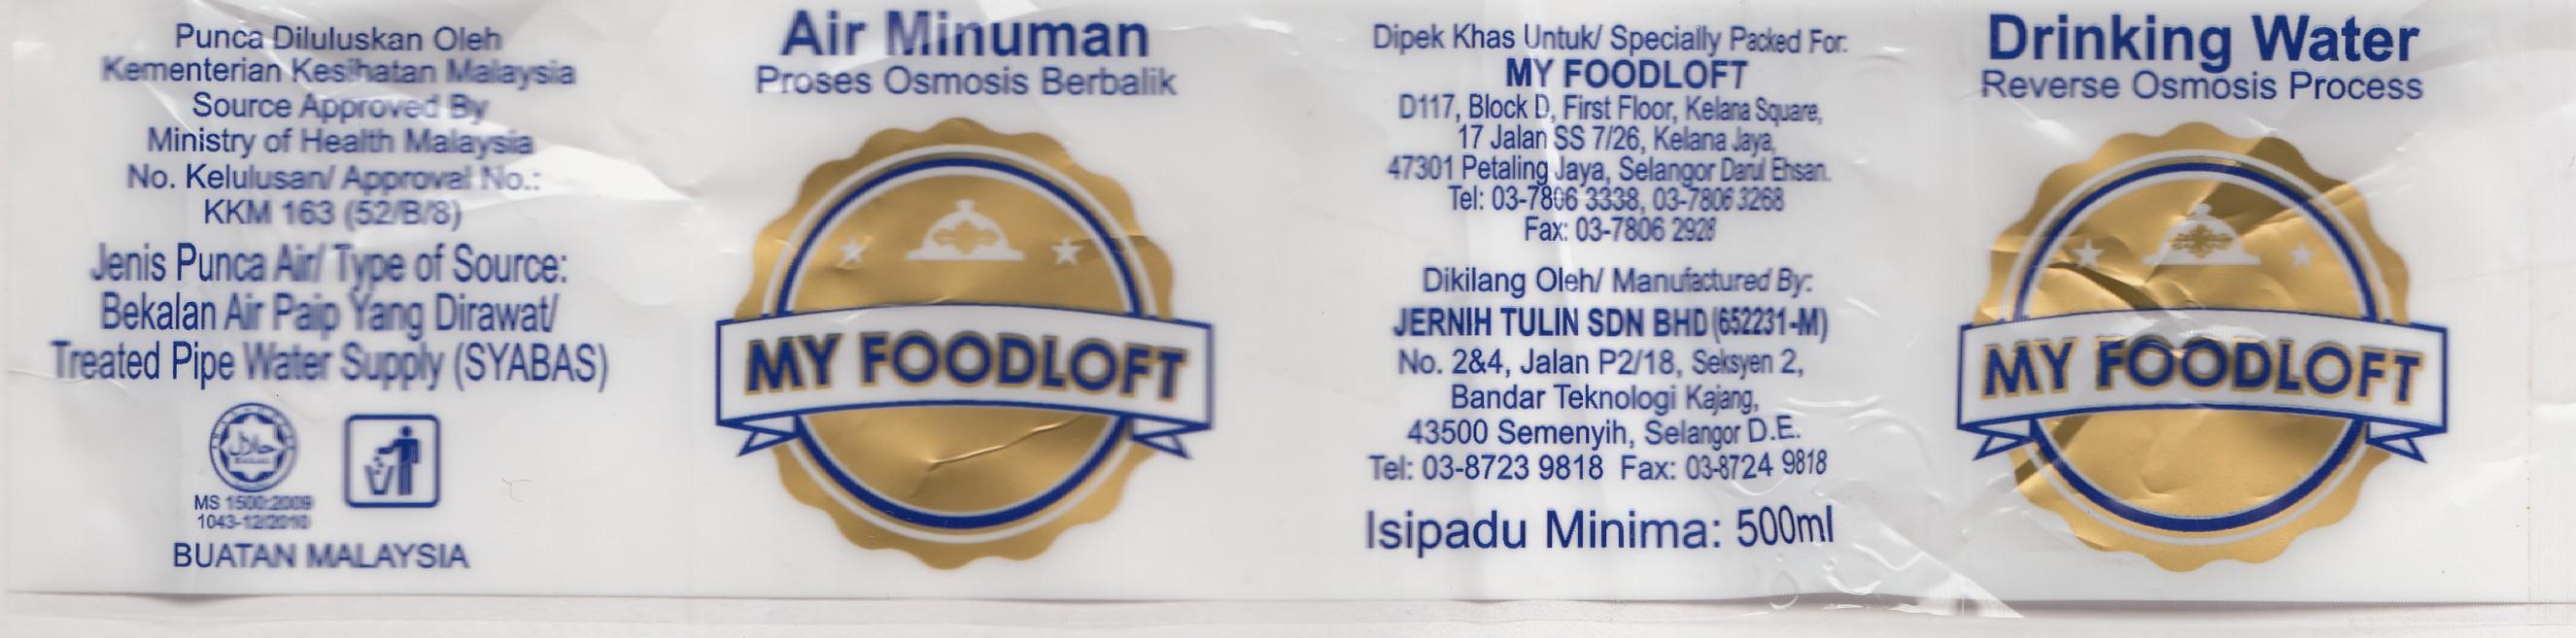 Punca Diluluskan Oleh
Kementerian Kesihatan Malaysia
Source Approved By
Ministry of Health Malaysia
No. Kelulusan/ Approval No.:
KKM 163 (52/B/8)
Jenis Punca Air/ Type of Source:
Bekalan Air Paip Yang Dirawat/
Treated Pipe Water Supply (SYABAS)
حلال
MS 1500:2009
1043-12/2010
BUATAN MALAYSIA
Air Minuman
Proses Osmosis Berbalik
MY FOODLOFT
Dipek Khas Untuk/ Specially Packed For:
MY FOODLOFT
D117, Block D, First Floor, Kelana Square,
17 Jalan SS 7/26, Kelana Jaya,
47301 Petaling Jaya, Selangor Darul Ehsan.
Tel: 03-7806 3338, 03-7806 3268
Fax: 03-7806 2928
Dikilang Oleh/ Manufactured By:
JERNIH TULIN SDN BHD (652231-M)
No. 2&4, Jalan P2/18, Seksyen 2,
Bandar Teknologi Kajang,
43500 Semenyih, Selangor D.E.
Tel: 03-8723 9818 Fax: 03-8724 9818
Isipadu Minima: 500ml
Drinking Water
Reverse Osmosis Process
MY FOODLOFT